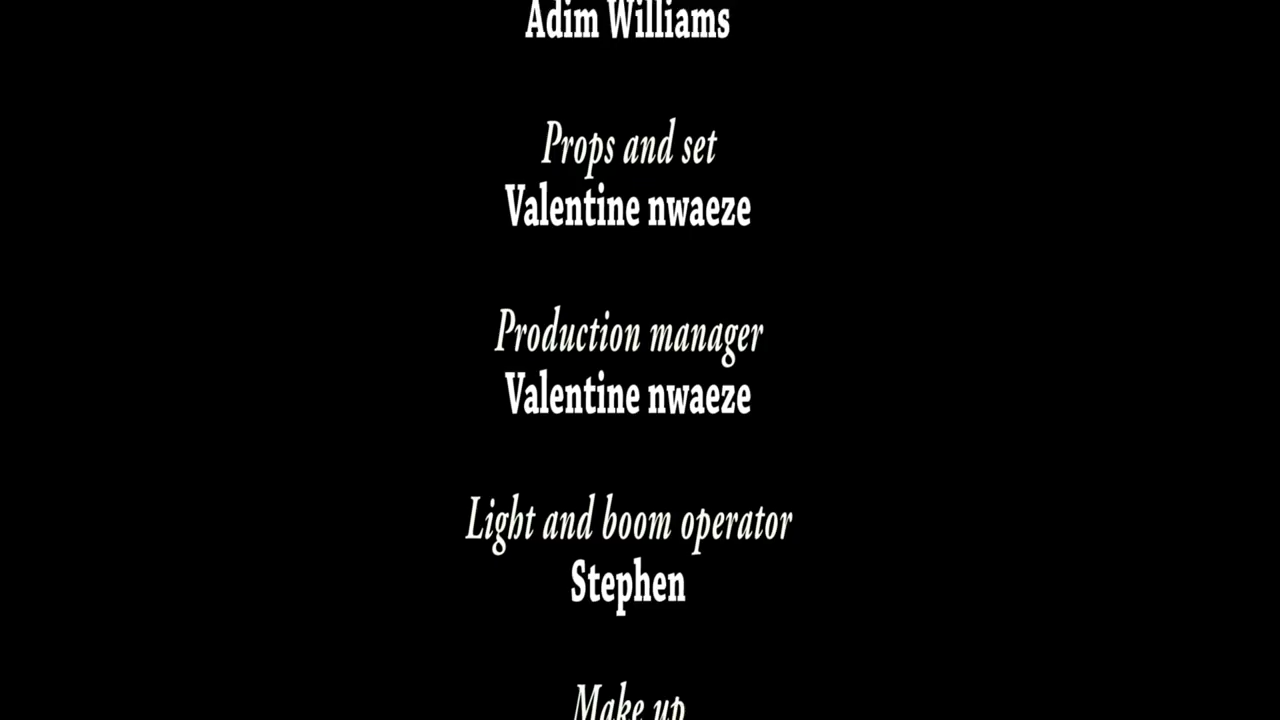 Adim Williams
Props and set
Valentine nwaeze
Production manager
Valentine nwaeze
Light and boom operator
Stephen
Make up